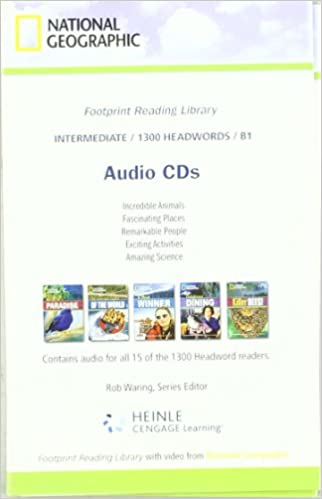 NATIONAL
GEOGRAPHIC
Footprint Reading Library
INTERMEDIATE / 1300 HEADWORDS / B1
Audio CDs
Incredible Animals
Fascinating Places
Remarkable People
Exciting Activities
Amazing Science
PARADISE
OF THE WORLD
WINNER
DINING
Killer BEES!
Contains audio for all 15 of the 1300 Headword readers.
Rob Waring, Series Editor
HEINLE
CENGAGE Learning
Footprint Reading Library with video from